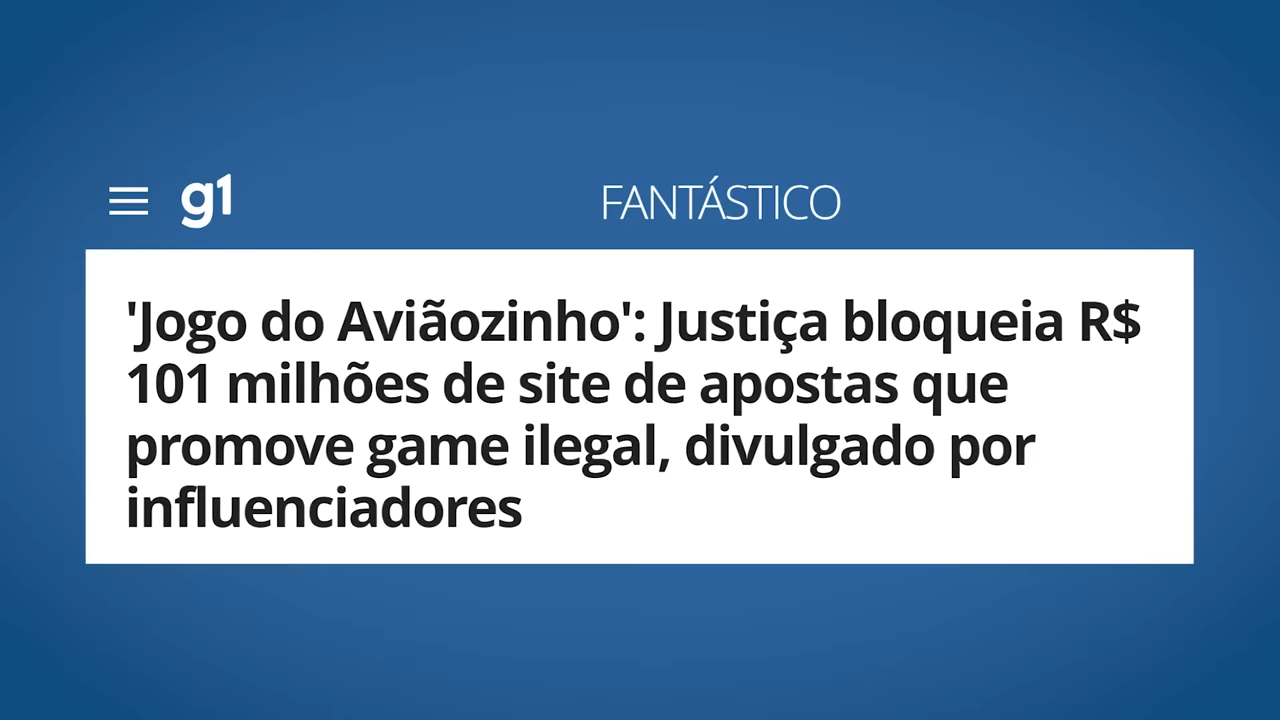 g1
FANTÁSTICO
'Jogo do Aviãozinho': Justiça bloqueia R$
101 milhões de site de apostas que
promove game ilegal, divulgado por
influenciadores